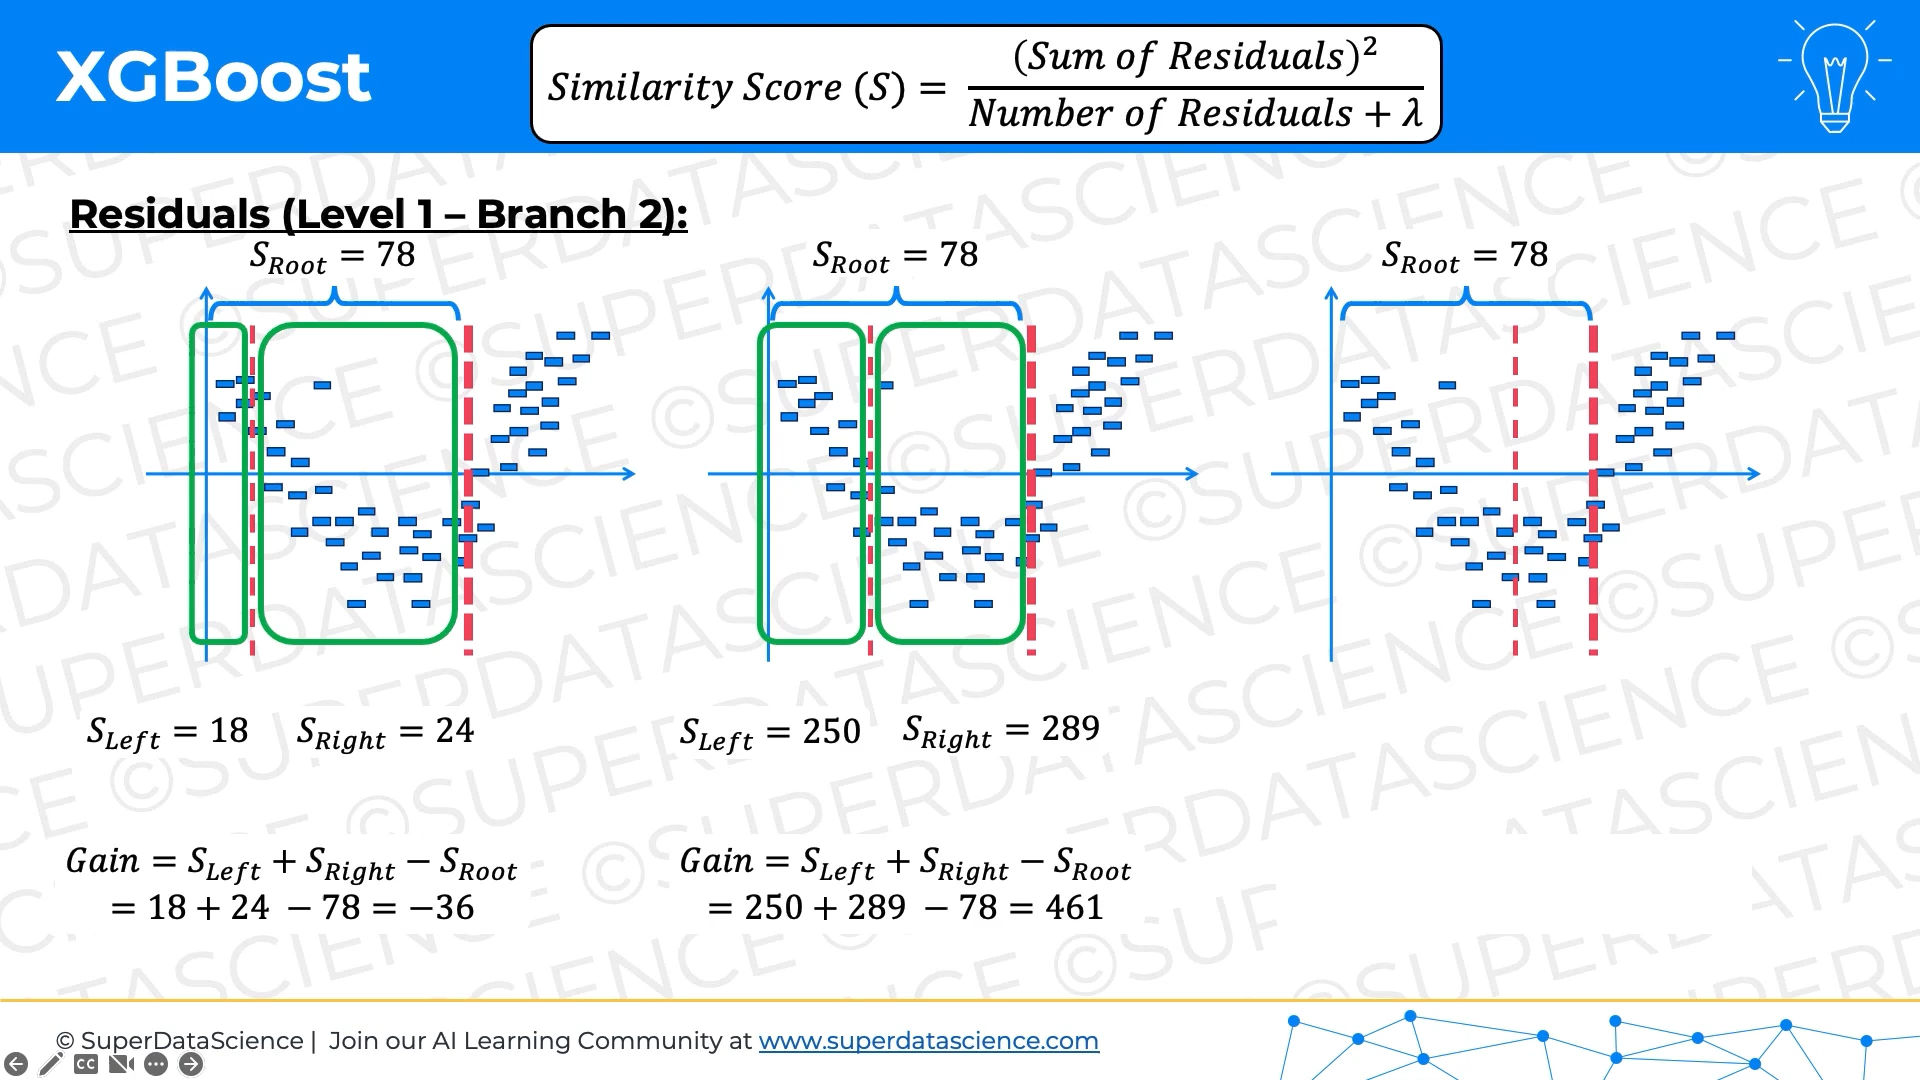 XGBoost
Similarity Score (S) = (Sum of Residuals)² / Number of Residuals + λ
Residuals (Level 1 – Branch 2):
S_Root = 78
S_Root = 78
S_Root = 78
S_Left = 18 S_Right = 24
S_Left = 250 S_Right = 289
Gain = S_Left + S_Right − S_Root
= 18 + 24 − 78 = −36
Gain = S_Left + S_Right − S_Root
= 250 + 289 − 78 = 461
©SUPERDATASCIENCE
© SuperDataScience | Join our AI Learning Community at www.superdatascience.com
CC